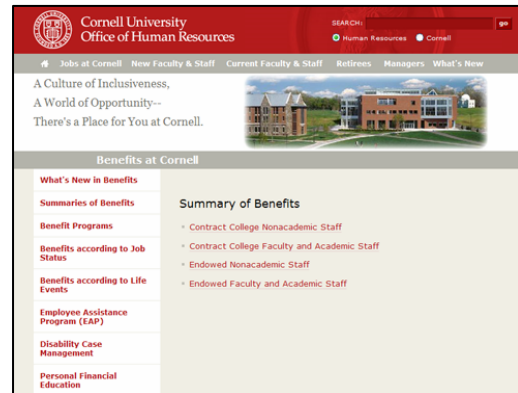 Cornell University
Office of Human Resources
SEARCH:
go
Human Resources Cornell
Jobs at Cornell New Faculty & Staff Current Faculty & Staff Retirees Managers What's New
A Culture of Inclusiveness,
A World of Opportunity--
There's a Place for You at Cornell.
Benefits at Cornell
What's New in Benefits
Summaries of Benefits
Benefit Programs
Benefits according to Job
Status
Benefits according to Life
Events
Employee Assistance
Program (EAP)
Disability Case
Management
Personal Financial
Education
Summary of Benefits
Contract College Nonacademic Staff
Contract College Faculty and Academic Staff
Endowed Nonacademic Staff
Endowed Faculty and Academic Staff